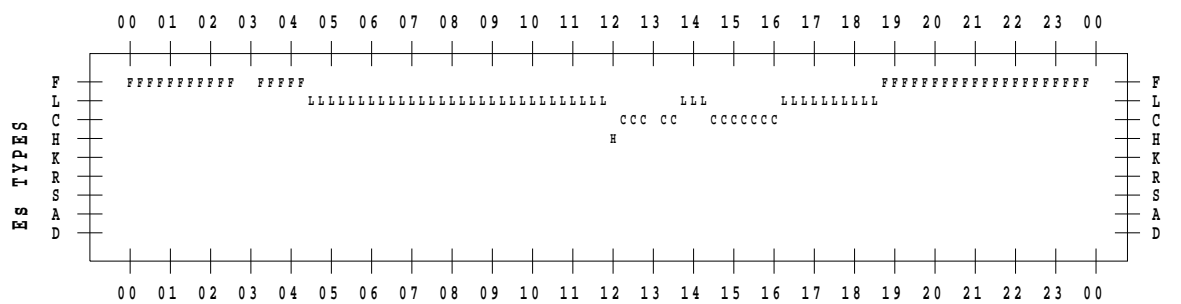 00 01 02 03 04 05 06 07 08 09 10 11 12 13 14 15 16 17 18 19 20 21 22 23 00
F FFFFFFFFFFF FFFFF FFFFFFFFFFFFFFFFFFFFF F
L LLLLLLLLLLLLLLLLLLLLLLLLLLLLLL LLL LLLLLLLLLL L
C CCC CC CCCCCCC C
H H H
K K
R R
S S
A A
D D
Es TYPES
00 01 02 03 04 05 06 07 08 09 10 11 12 13 14 15 16 17 18 19 20 21 22 23 00